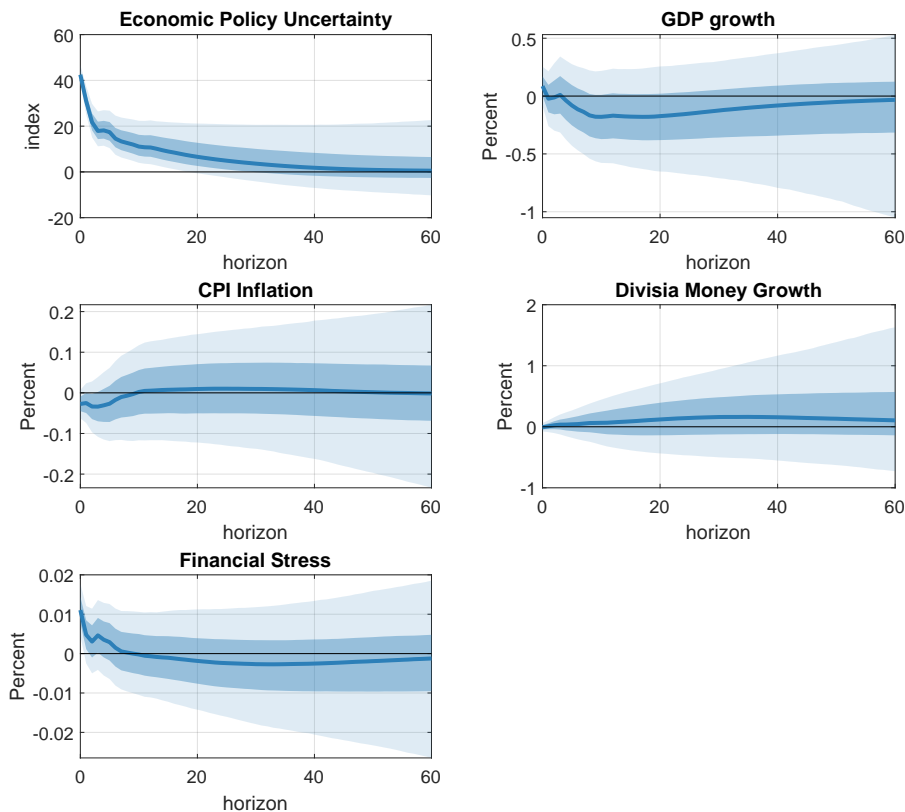 Economic Policy Uncertainty
60
40
20
0
-20
index
0 20 40 60
horizon
GDP growth
0.5
0
-0.5
-1
Percent
0 20 40 60
horizon
CPI Inflation
0.2
0.1
0
-0.1
-0.2
Percent
0 20 40 60
horizon
Divisia Money Growth
2
1
0
-1
Percent
0 20 40 60
horizon
Financial Stress
0.02
0.01
0
-0.01
-0.02
Percent
0 20 40 60
horizon